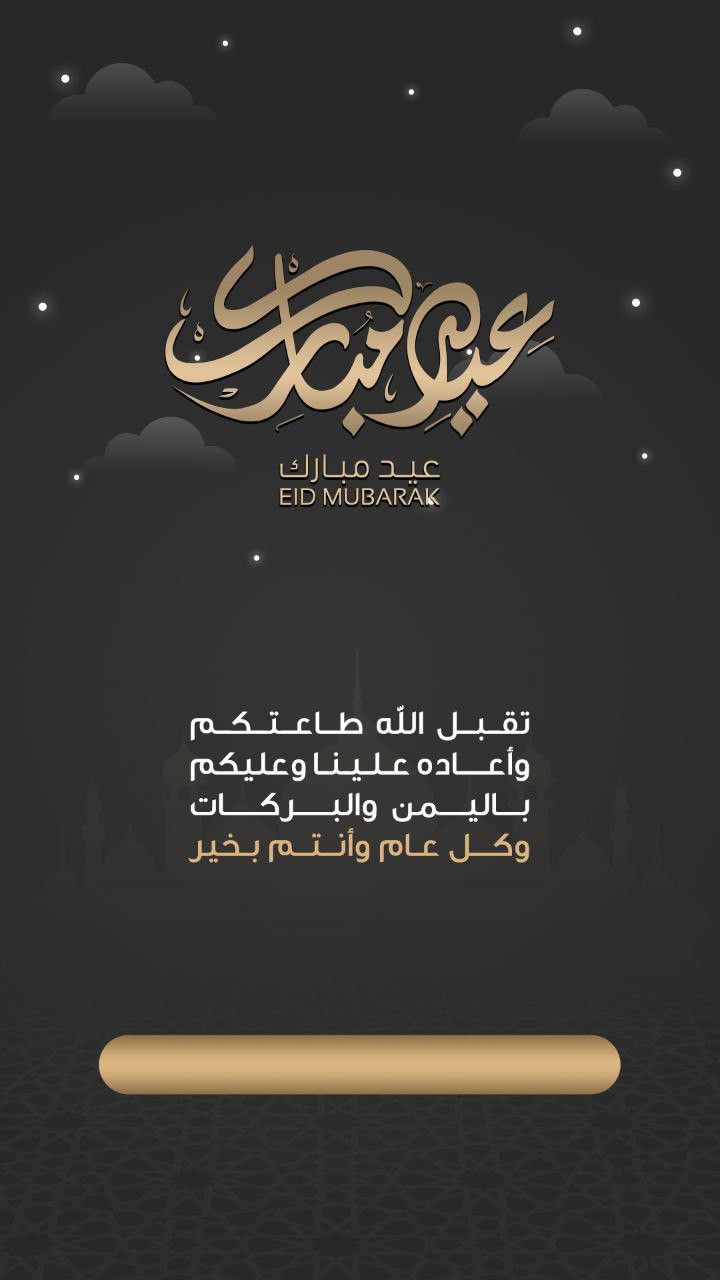 عيد مبارك
عيد مبارك
EID MUBARAK
تقبل الله طاعتكم
وأعاده علينا وعليكم
باليمن والبركات
وكل عام وأنتم بخير